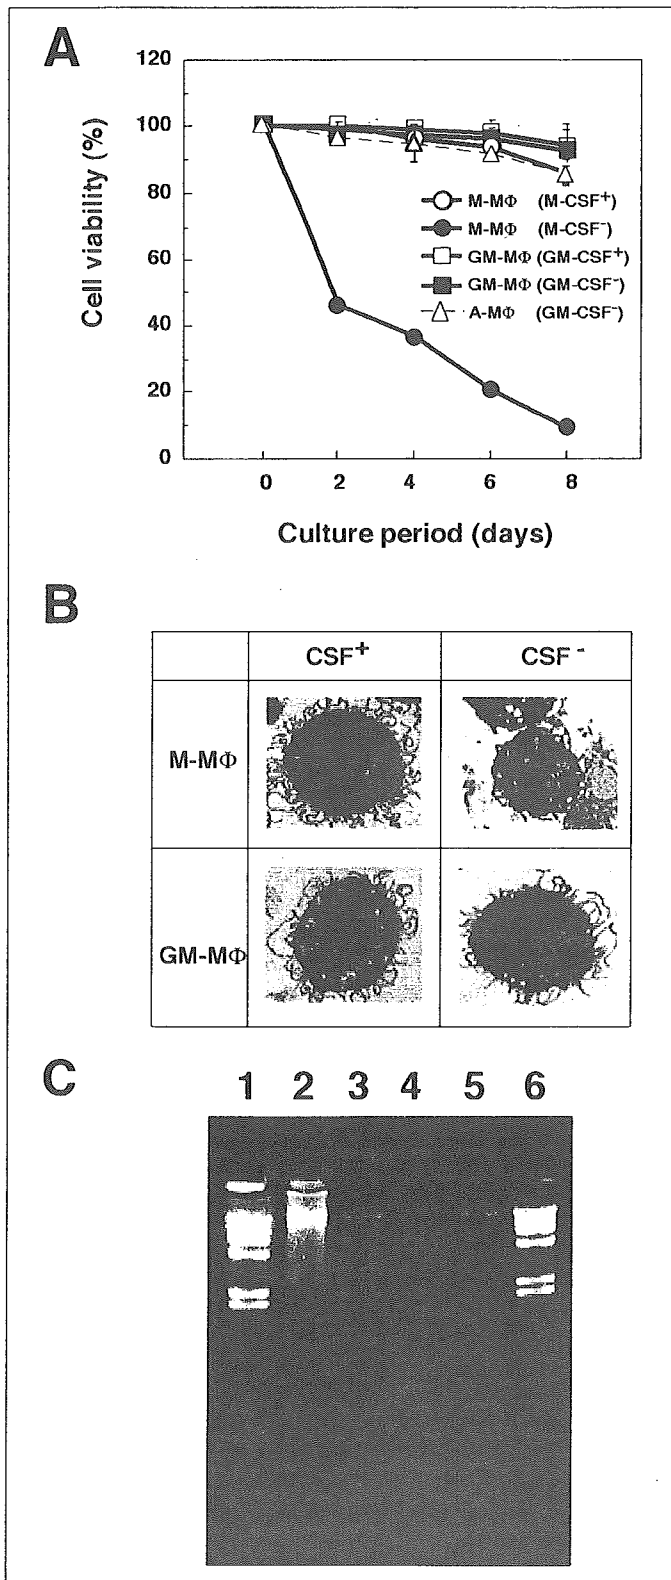 A
120
100
80
60
40
20
0
Cell viability (%)
M-MΦ (M-CSF⁺)
M-MΦ (M-CSF⁻)
GM-MΦ (GM-CSF⁺)
GM-MΦ (GM-CSF⁻)
A-MΦ (GM-CSF⁻)
0 2 4 6 8
Culture period (days)
B
CSF⁺ CSF⁻
M-MΦ
GM-MΦ
C
1 2 3 4 5 6